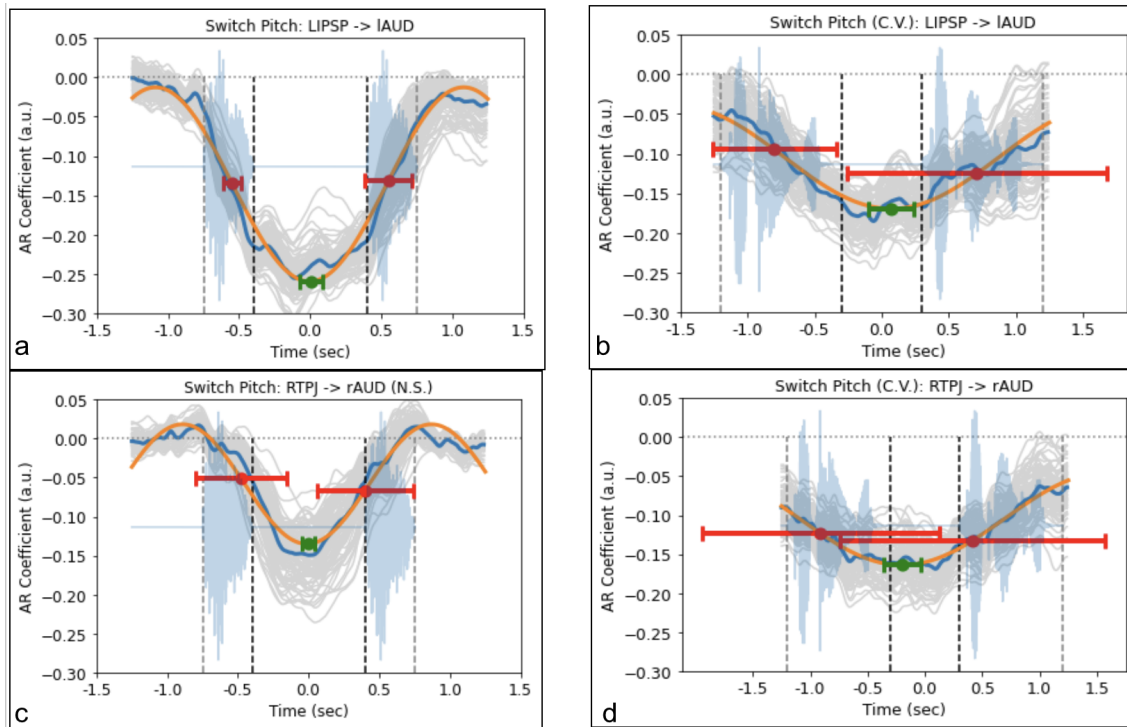 Switch Pitch: LIPSP -> lAUD
0.05
0.00
−0.05
−0.10
−0.15
−0.20
−0.25
−0.30
AR Coefficient (a.u.)
-1.5 -1.0 -0.5 0.0 0.5 1.0 1.5
Time (sec)
a
Switch Pitch (C.V.): LIPSP -> lAUD
0.05
0.00
−0.05
−0.10
−0.15
−0.20
−0.25
−0.30
AR Coefficient (a.u.)
-1.5 -1.0 -0.5 0.0 0.5 1.0 1.5
Time (sec)
b
Switch Pitch: RTPJ -> rAUD (N.S.)
0.05
0.00
−0.05
−0.10
−0.15
−0.20
−0.25
−0.30
AR Coefficient (a.u.)
-1.5 -1.0 -0.5 0.0 0.5 1.0 1.5
Time (sec)
c
Switch Pitch (C.V.): RTPJ -> rAUD
0.05
0.00
−0.05
−0.10
−0.15
−0.20
−0.25
−0.30
AR Coefficient (a.u.)
-1.5 -1.0 -0.5 0.0 0.5 1.0 1.5
Time (sec)
d